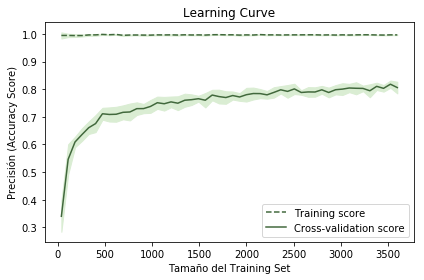 Learning Curve
1.0
0.9
0.8
0.7
0.6
0.5
0.4
0.3
Precisión (Accuracy Score)
Training score
Cross-validation score
0 500 1000 1500 2000 2500 3000 3500
Tamaño del Training Set